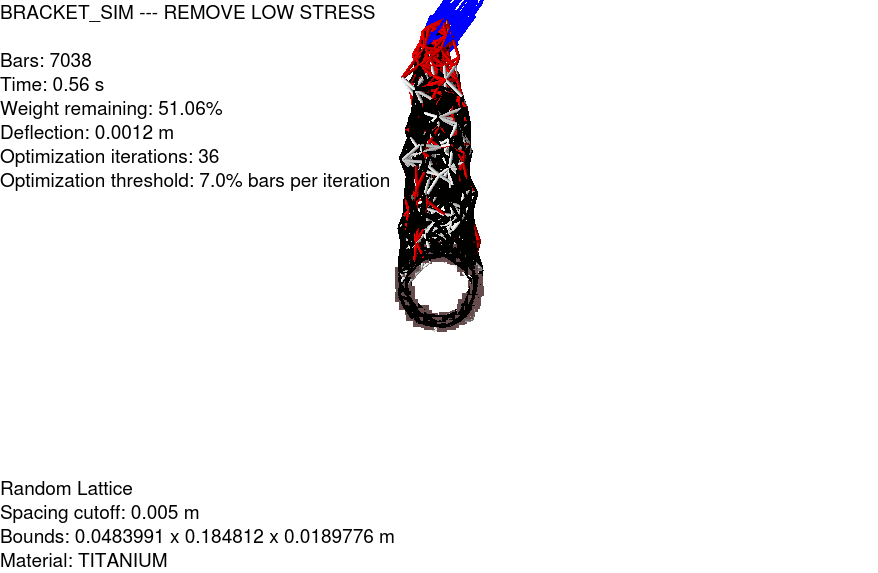 BRACKET_SIM --- REMOVE LOW STRESS
Bars: 7038
Time: 0.56 s
Weight remaining: 51.06%
Deflection: 0.0012 m
Optimization iterations: 36
Optimization threshold: 7.0% bars per iteration
Random Lattice
Spacing cutoff: 0.005 m
Bounds: 0.0483991 x 0.184812 x 0.0189776 m
Material: TITANIUM